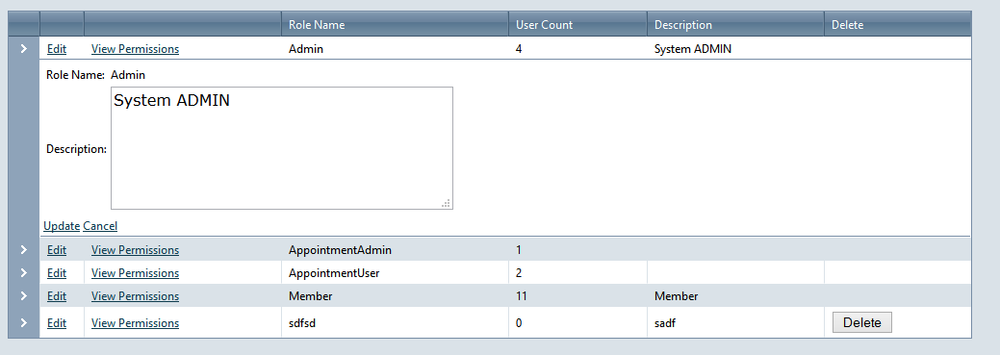 Role Name User Count Description Delete
Edit View Permissions Admin 4 System ADMIN
Role Name: Admin
System ADMIN
Description:
Update Cancel
Edit View Permissions AppointmentAdmin 1
Edit View Permissions AppointmentUser 2
Edit View Permissions Member 11 Member
Edit View Permissions sdfsd 0 sadf Delete